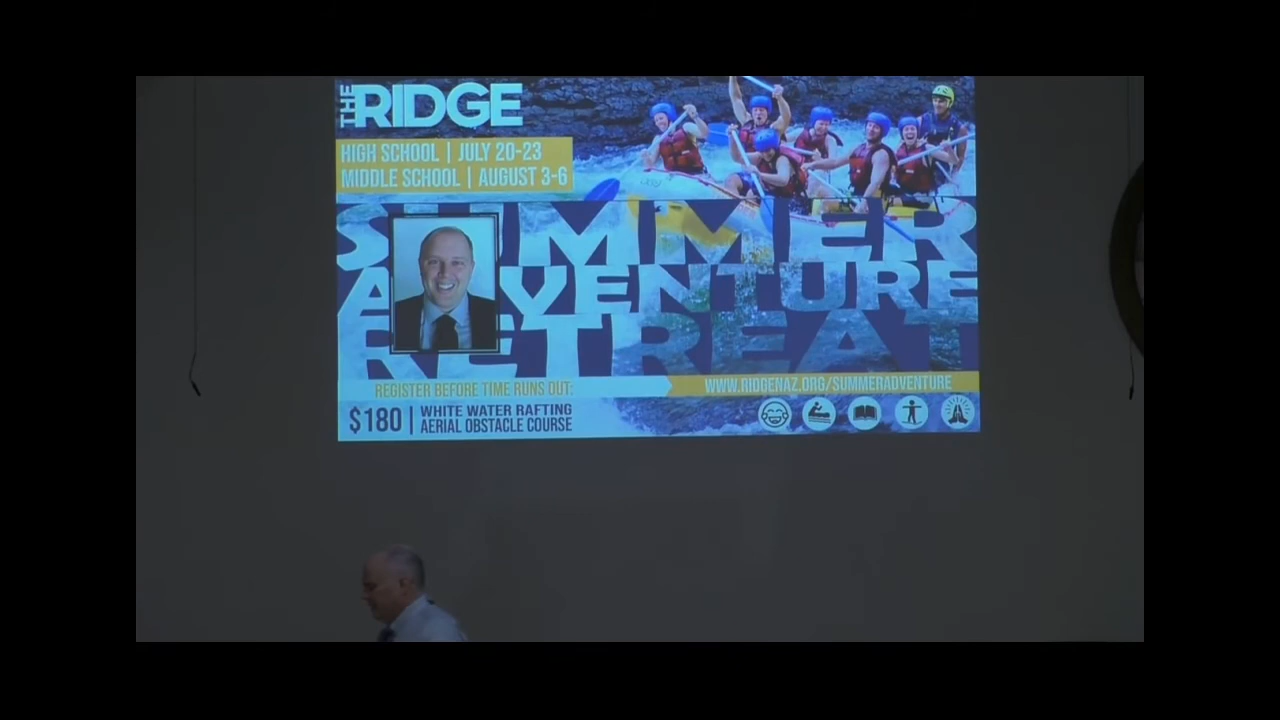 THE RIDGE
HIGH SCHOOL | JULY 20-23
MIDDLE SCHOOL | AUGUST 3-6
SUMMER
ADVENTURE
RETREAT
REGISTER BEFORE TIME RUNS OUT:
WWW.RIDGENAZ.ORG/SUMMERADVENTURE
$180 | WHITE WATER RAFTING
AERIAL OBSTACLE COURSE